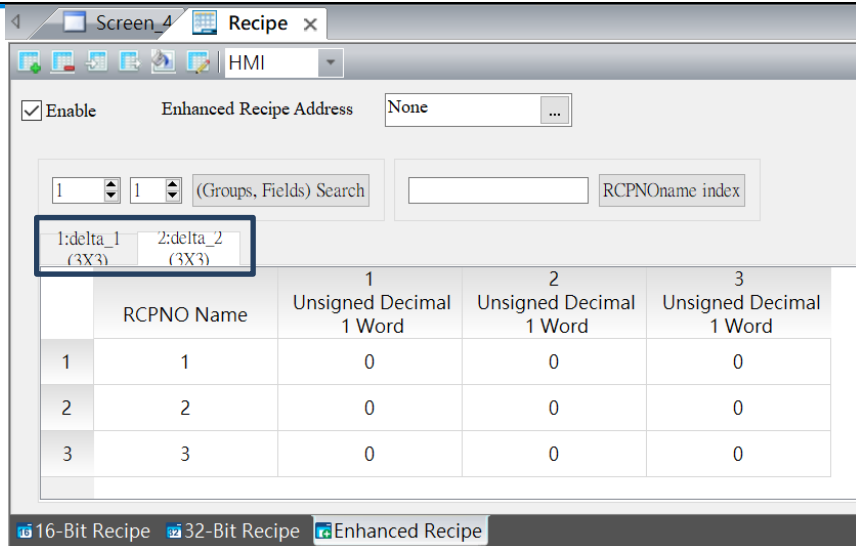 Screen_4 Recipe
HMI
Enable Enhanced Recipe Address None ...
1 1 (Groups, Fields) Search RCPNOname index
1:delta_1 2:delta_2
(3X3) (3X3)
RCPNO Name 1 2 3
Unsigned Decimal Unsigned Decimal Unsigned Decimal
1 Word 1 Word 1 Word
1 1 0 0 0
2 2 0 0 0
3 3 0 0 0
16-Bit Recipe 32-Bit Recipe Enhanced Recipe